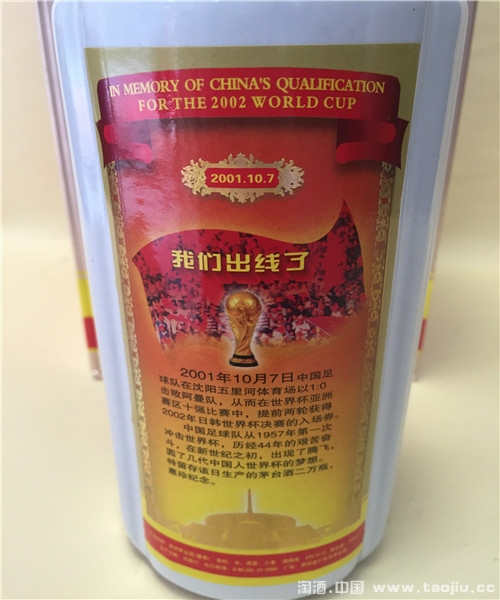 IN MEMORY OF CHINA'S QUALIFICATION
FOR THE 2002 WORLD CUP
2001.10.7
我们出线了
2001年10月7日中国足
球队在沈阳五里河体育场以1:0
击败阿曼队，从而在世界杯亚洲
赛区十强比赛中，提前两轮获得
2002年日韩世界杯决赛的入场券。
中国足球队从1957年第一次
冲击世界杯，历经44年的艰苦奋
斗，在新世纪之初，出现了腾飞，
圆了几代中国人世界杯的梦想。
特留存该日生产的茅台酒二万瓶，
惠珍纪念。
淘酒.中国 www.taojiu.cc